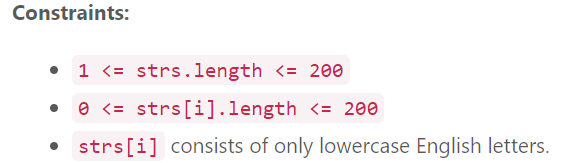 Constraints:
1 <= strs.length <= 200
0 <= strs[i].length <= 200
strs[i] consists of only lowercase English letters.